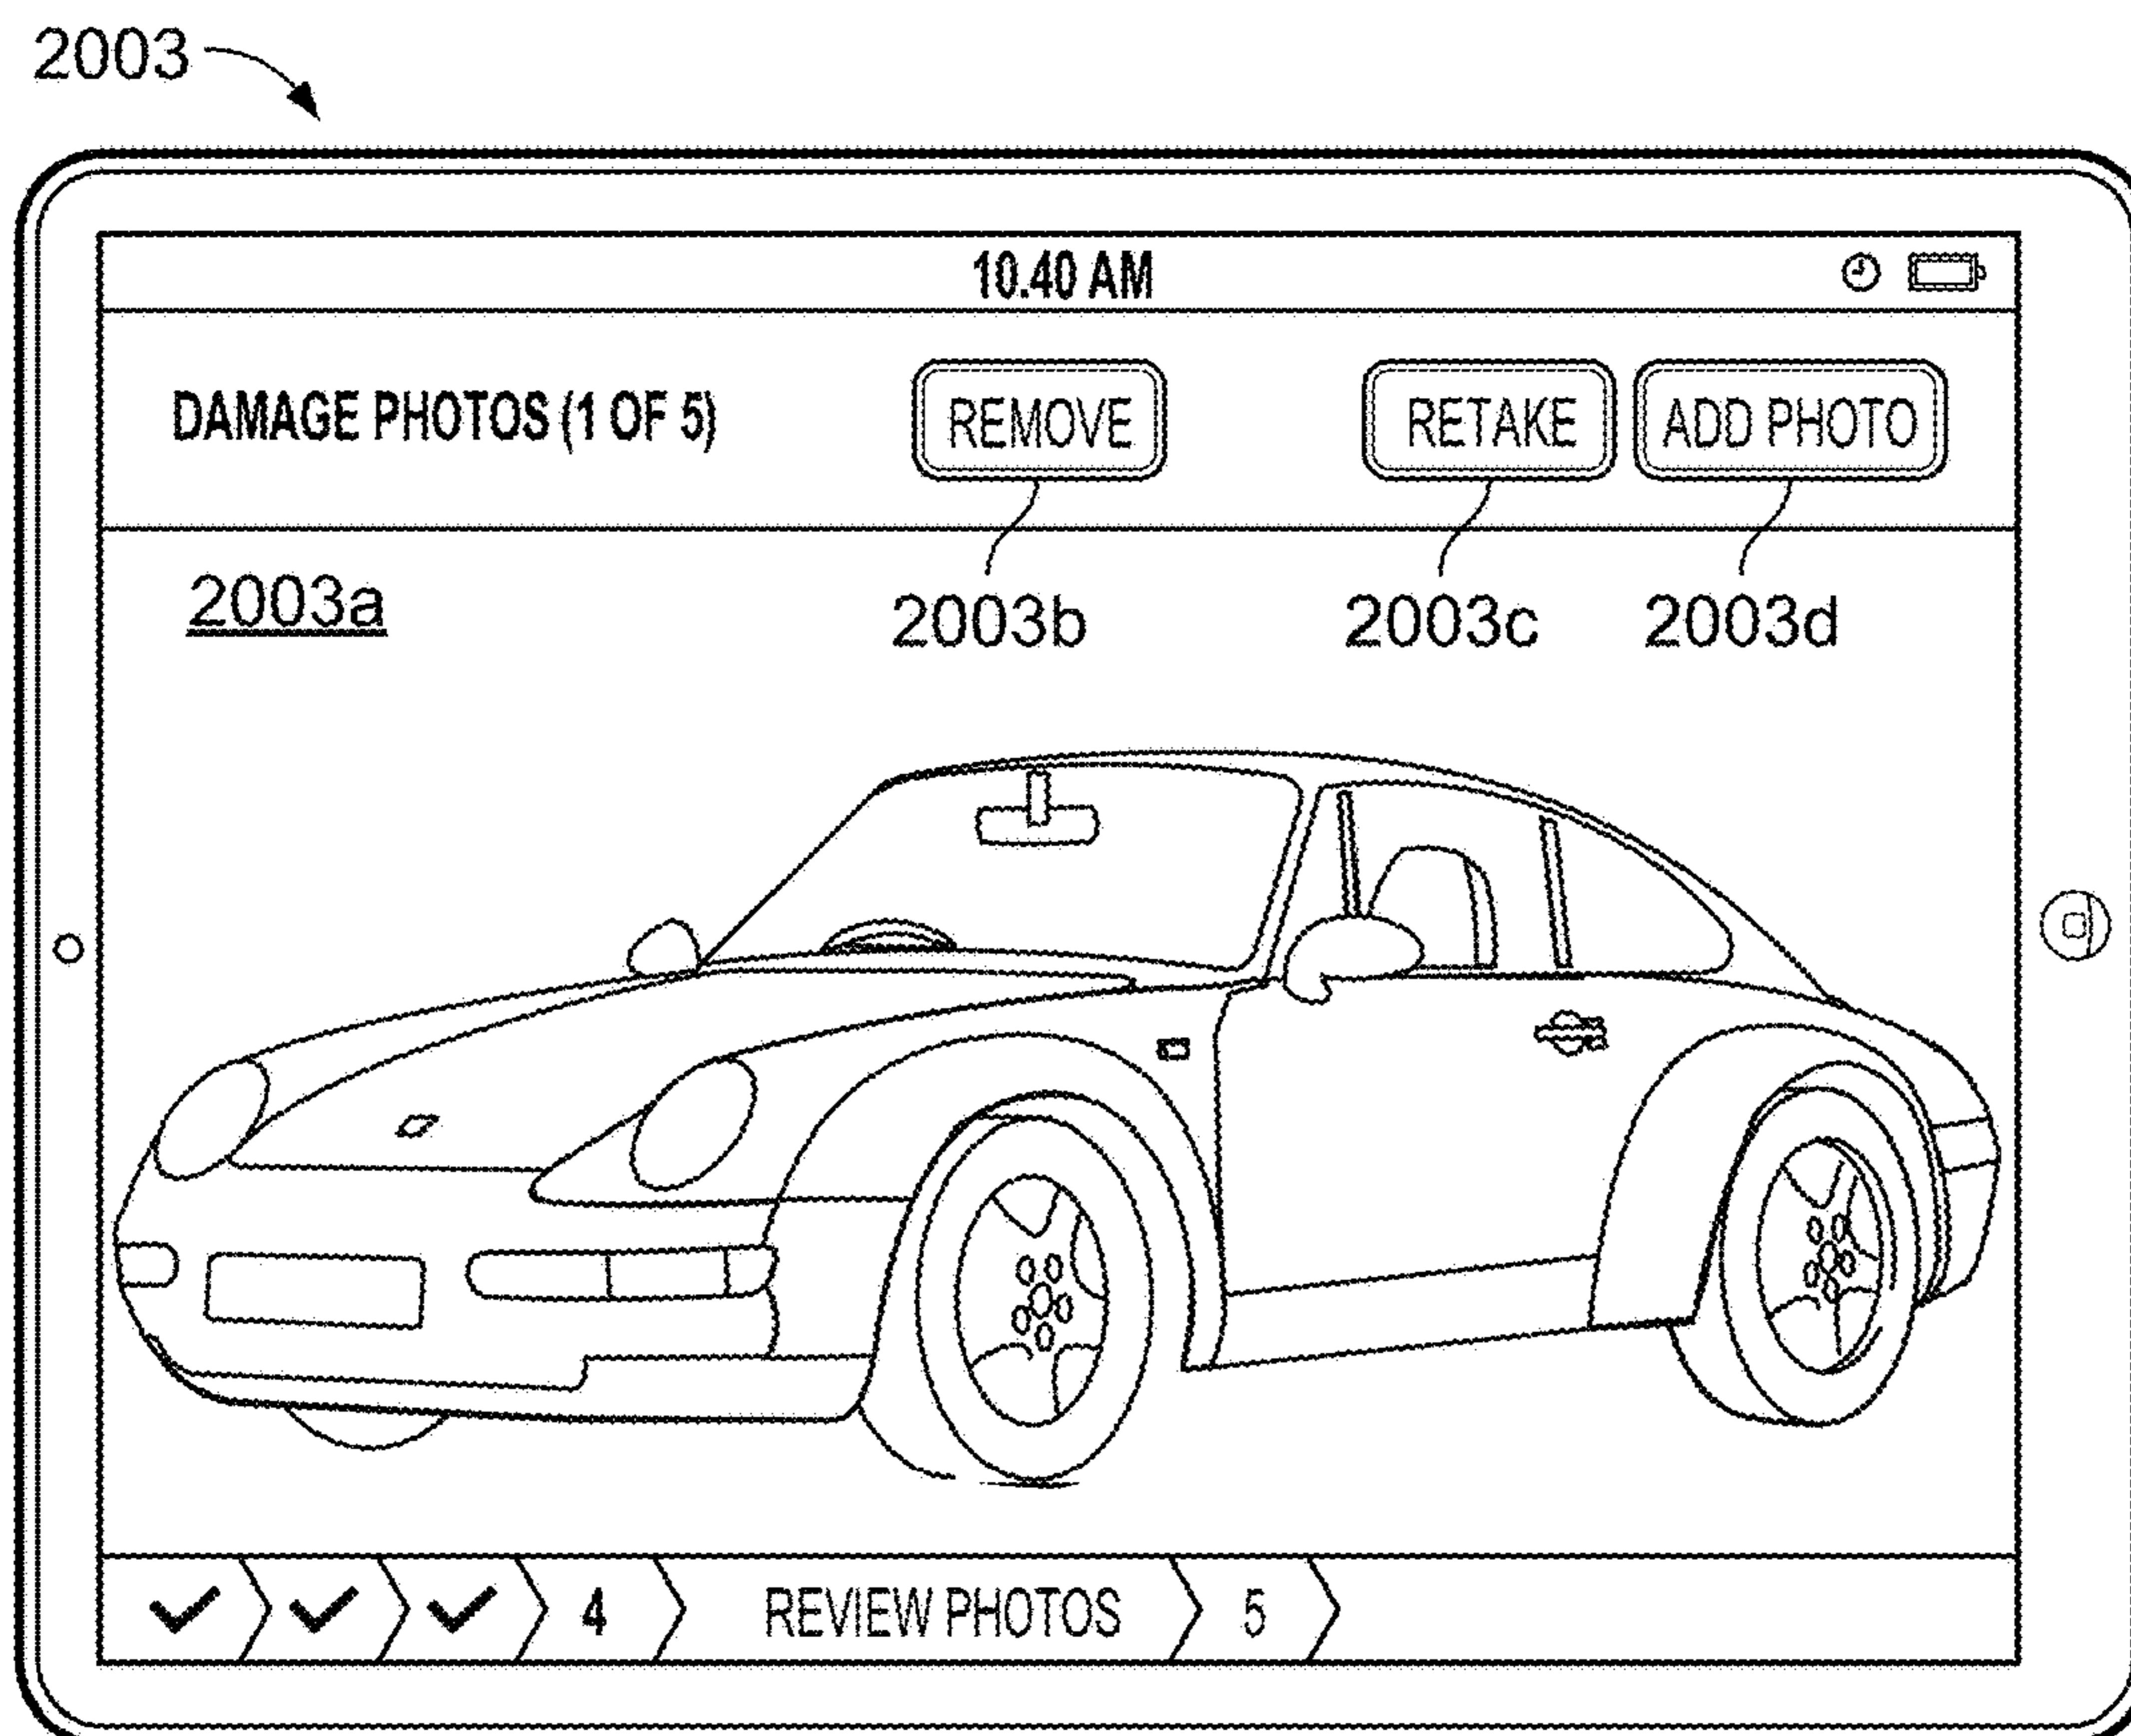 2003
10.40 AM
DAMAGE PHOTOS (1 OF 5) REMOVE RETAKE ADD PHOTO
2003a 2003b 2003c 2003d
4 REVIEW PHOTOS 5